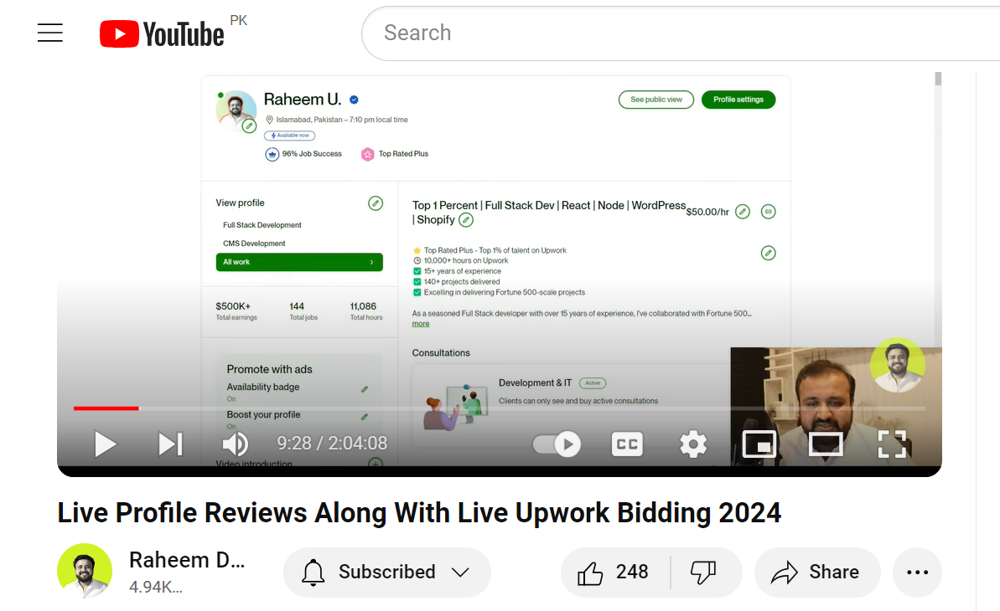 YouTube PK
Search
Raheem U.
Islamabad, Pakistan – 7:10 pm local time
Available now
96% Job Success
Top Rated Plus
See public view
Profile settings
View profile
Full Stack Development
CMS Development
All work
$500K+
Total earnings
144
Total jobs
11,086
Total hours
Promote with ads
Availability badge
On
Boost your profile
On
Video introduction
Top 1 Percent | Full Stack Dev | React | Node | WordPress
| Shopify
$50.00/hr
Top Rated Plus - Top 1% of talent on Upwork
10,000+ hours on Upwork
15+ years of experience
140+ projects delivered
Excelling in delivering Fortune 500-scale projects
As a seasoned Full Stack developer with over 15 years of experience, I've collaborated with Fortune 500...
more
Consultations
Development & IT
Active
Clients can only see and buy active consultations
9:28 / 2:04:08
CC
Live Profile Reviews Along With Live Upwork Bidding 2024
Raheem D...
4.94K...
Subscribed
248
Share